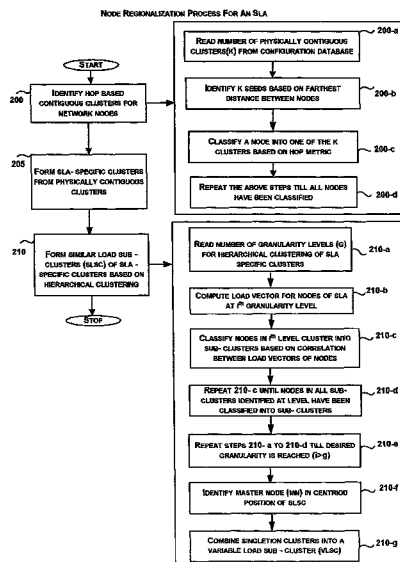 NODE REGIONALIZATION PROCESS FOR AN SLA
START
200
IDENTIFY HOP BASED
CONTIGUOUS CLUSTERS FOR
NETWORK NODES
205
FORM SLA- SPECIFIC CLUSTERS
FROM PHYSICALLY CONTIGUOUS
CLUSTERS
210
FORM SIMILAR LOAD SUB -
CLUSTERS (SLSC) OF SLA -
SPECIFIC CLUSTERS BASED ON
HIERARCHICAL CLUSTERING
STOP
200-a
READ NUMBER OF PHYSICALLY CONTIGUOUS
CLUSTERS(K) FROM CONFIGURATION DATABASE
200-b
IDENTIFY K SEEDS BASED ON FARTHEST
DISTANCE BETWEEN NODES
200-c
CLASSIFY A NODE INTO ONE OF THE
K CLUSTERS BASED ON HOP METRIC
200-d
REPEAT THE ABOVE STEPS TILL ALL NODES
HAVE BEEN CLASSIFIED
210-a
READ NUMBER OF GRANULARITY LEVELS (G)
FOR HIERARCHICAL CLUSTERING OF SLA
SPECIFIC CLUSTERS
210-b
COMPUTE LOAD VECTOR FOR NODES OF SLA
AT ith GRANULARITY LEVEL
210-c
CLASSIFY NODES IN ith LEVEL CLUSTER INTO
SUB- CLUSTERS BASED ON CORRELATION
BETWEEN LOAD VECTORS OF NODES
210-d
REPEAT 210- C UNTIL NODES IN ALL SUB-
CLUSTERS IDENTIFIED AT LEVEL HAVE BEEN
CLASSIFIED INTO SUB- CLUSTERS
210-e
REPEAT STEPS 210- A TO 210-D TILL DESIRED
GRANULARITY IS REACHED (I>G)
210-f
IDENTIFY MASTER NODE (MN) IN CENTRIOD
POSITION OF SLSC
210-g
COMBINE SINGLETION CLUSTERS INTO A
VARIABLE LOAD SUB - CLUSTER (VLSC)